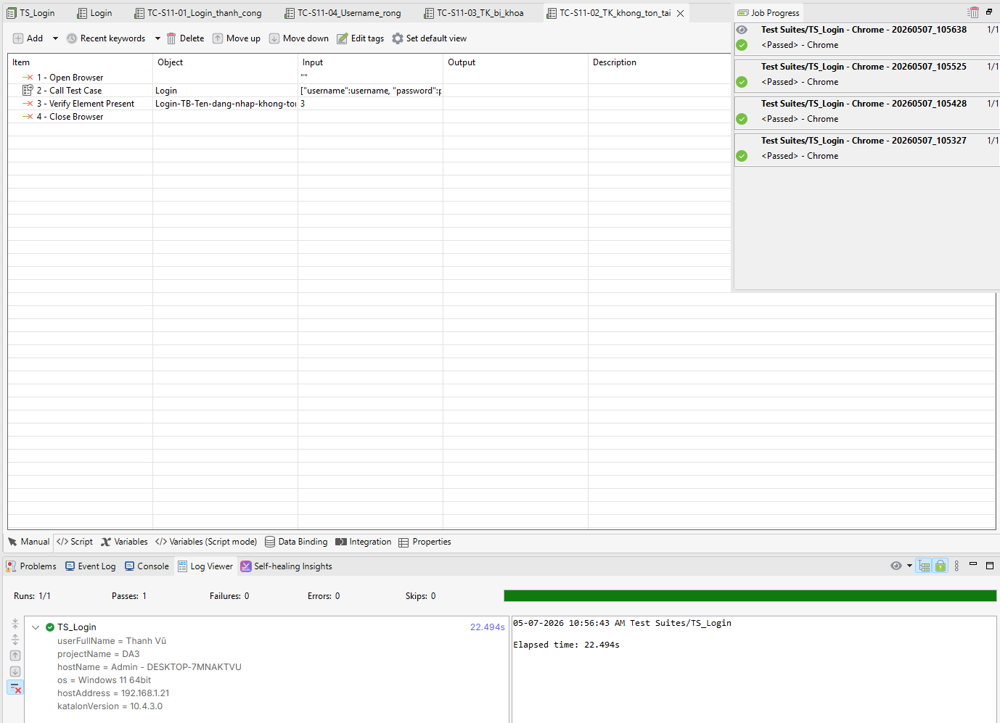 TS_Login Login TC-S11-01_Login_thanh_cong TC-S11-04_Username_rong TC-S11-03_TK_bi_khoa TC-S11-02_TK_khong_ton_tai
Job Progress
Add Recent keywords Delete Move up Move down Edit tags Set default view
Test Suites/TS_Login - Chrome - 20260507_105638 1/1
<Passed> - Chrome
Test Suites/TS_Login - Chrome - 20260507_105525 1/1
<Passed> - Chrome
Test Suites/TS_Login - Chrome - 20260507_105428 1/1
<Passed> - Chrome
Test Suites/TS_Login - Chrome - 20260507_105327 1/1
<Passed> - Chrome
Item Object Input Output Description
1 - Open Browser ""
2 - Call Test Case Login ["username":username, "password":p
3 - Verify Element Present Login-TB-Ten-dang-nhap-khong-tor 3
4 - Close Browser
Manual </> Script Variables </> Variables (Script mode) Data Binding Integration Properties
Problems Event Log Console Log Viewer Self-healing Insights
Runs: 1/1 Passes: 1 Failures: 0 Errors: 0 Skips: 0
TS_Login 22.494s
userFullName = Thanh Vũ
projectName = DA3
hostName = Admin - DESKTOP-7MNAKTVU
os = Windows 11 64bit
hostAddress = 192.168.1.21
katalonVersion = 10.4.3.0
05-07-2026 10:56:43 AM Test Suites/TS_Login
Elapsed time: 22.494s